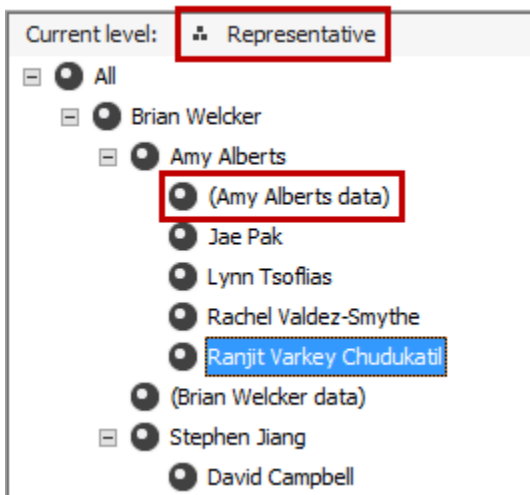 Current level: Representative
All
Brian Welcker
Amy Alberts
(Amy Alberts data)
Jae Pak
Lynn Tsoflias
Rachel Valdez-Smythe
Ranjit Varkey Chudukatil
(Brian Welcker data)
Stephen Jiang
David Campbell